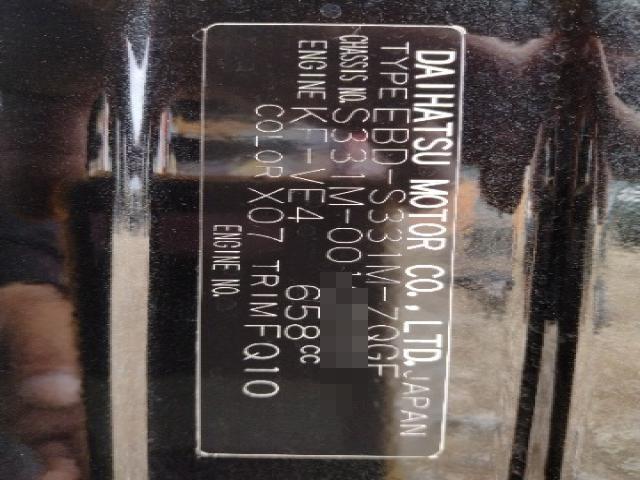 DAIHATSU MOTOR CO., LTD. JAPAN
TYPE EBD-S331M-ZQGF
CHASSIS NO. S331M-00
ENGINE KF-VE4 658cc
COLOR X07 TRIM FQ10
ENGINE NO.